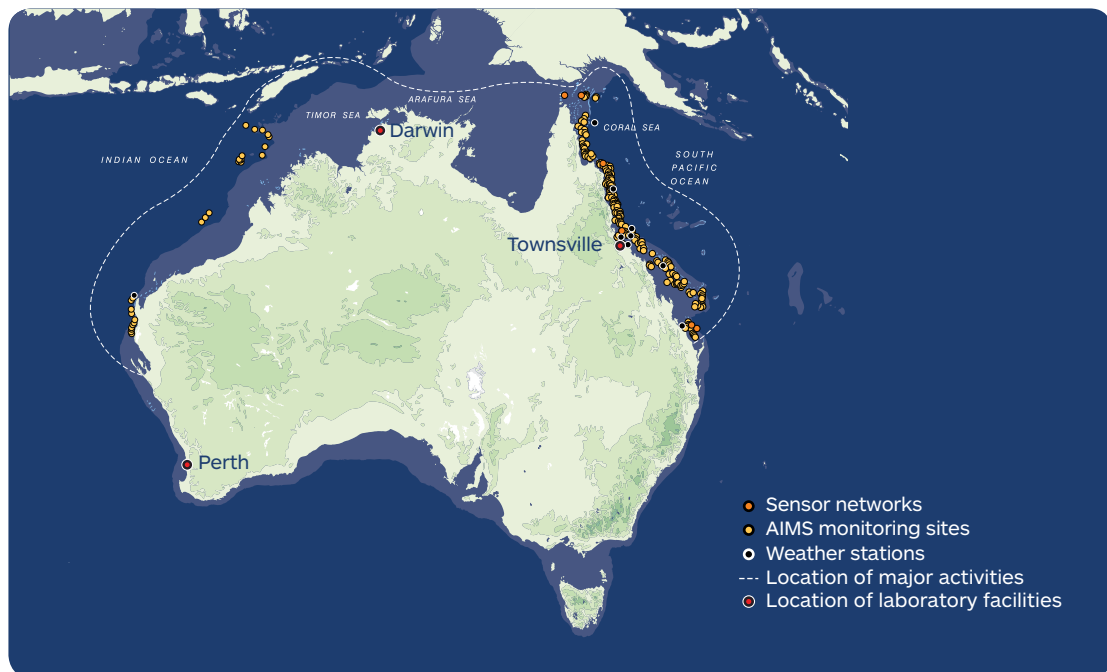 ARAFURA SEA
TIMOR SEA
Darwin
CORAL SEA
INDIAN OCEAN
SOUTH
PACIFIC
OCEAN
Townsville
Perth
Sensor networks
AIMS monitoring sites
Weather stations
Location of major activities
Location of laboratory facilities